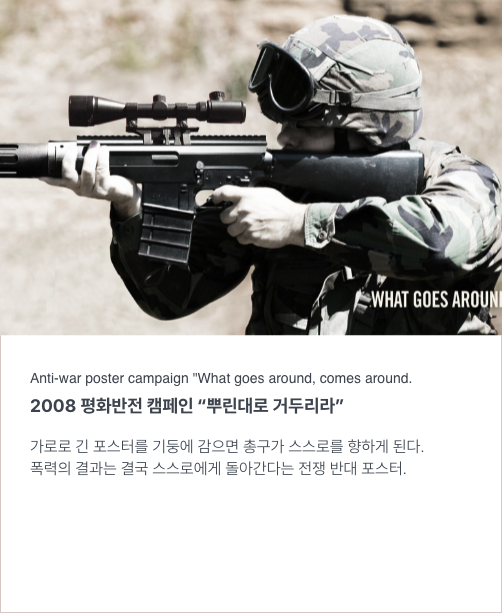 WHAT GOES AROUN
Anti-war poster campaign "What goes around, comes around.
2008 평화반전 캠페인 “뿌린대로 거두리라”
가로로 긴 포스터를 기둥에 감으면 총구가 스스로를 향하게 된다.
폭력의 결과는 결국 스스로에게 돌아간다는 전쟁 반대 포스터.